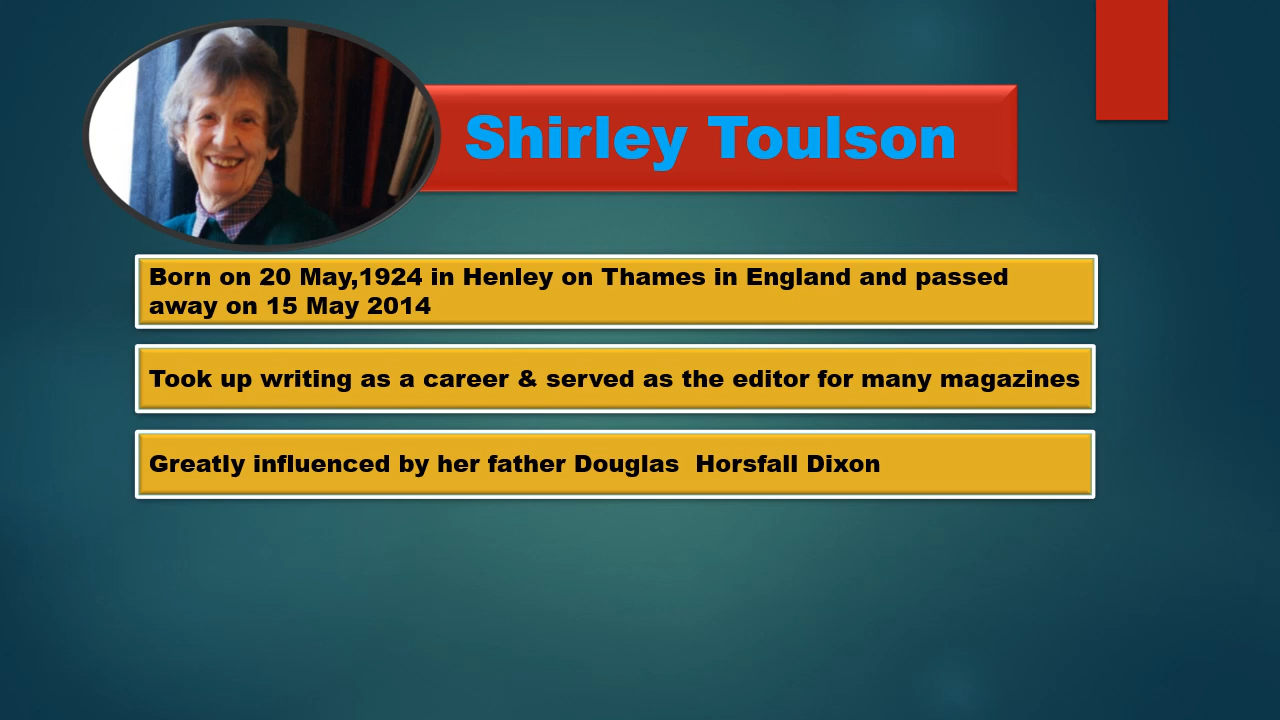 Shirley Toulson
Born on 20 May,1924 in Henley on Thames in England and passed
away on 15 May 2014
Took up writing as a career & served as the editor for many magazines
Greatly influenced by her father Douglas  Horsfall Dixon